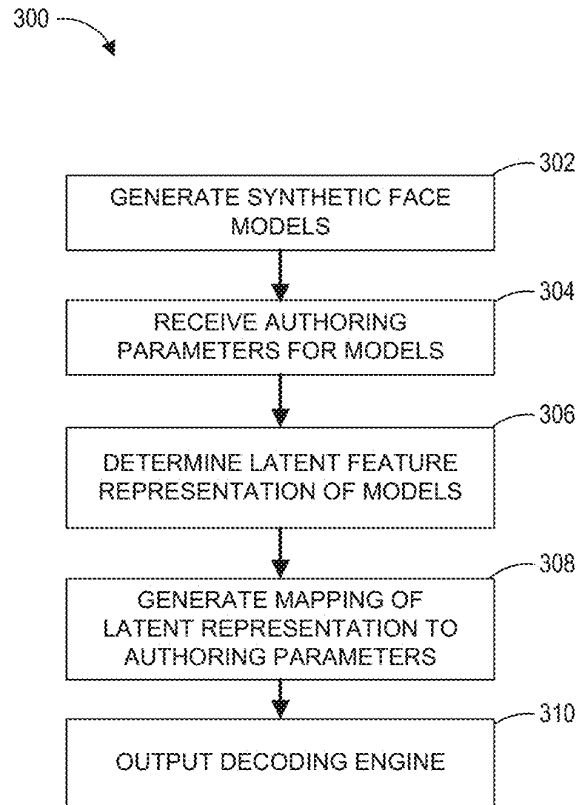 300
302
GENERATE SYNTHETIC FACE
MODELS
304
RECEIVE AUTHORING
PARAMETERS FOR MODELS
306
DETERMINE LATENT FEATURE
REPRESENTATION OF MODELS
308
GENERATE MAPPING OF
LATENT REPRESENTATION TO
AUTHORING PARAMETERS
310
OUTPUT DECODING ENGINE